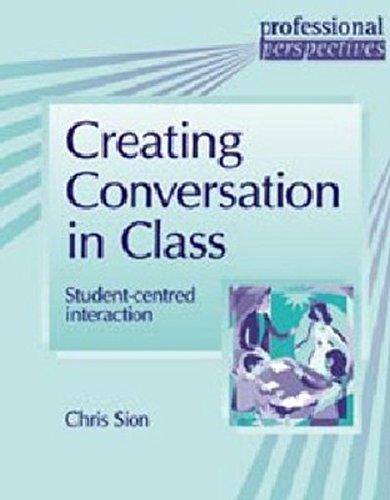 professional
perspectives
Creating
Conversation
in Class
Student-centred
interaction
Chris Sion